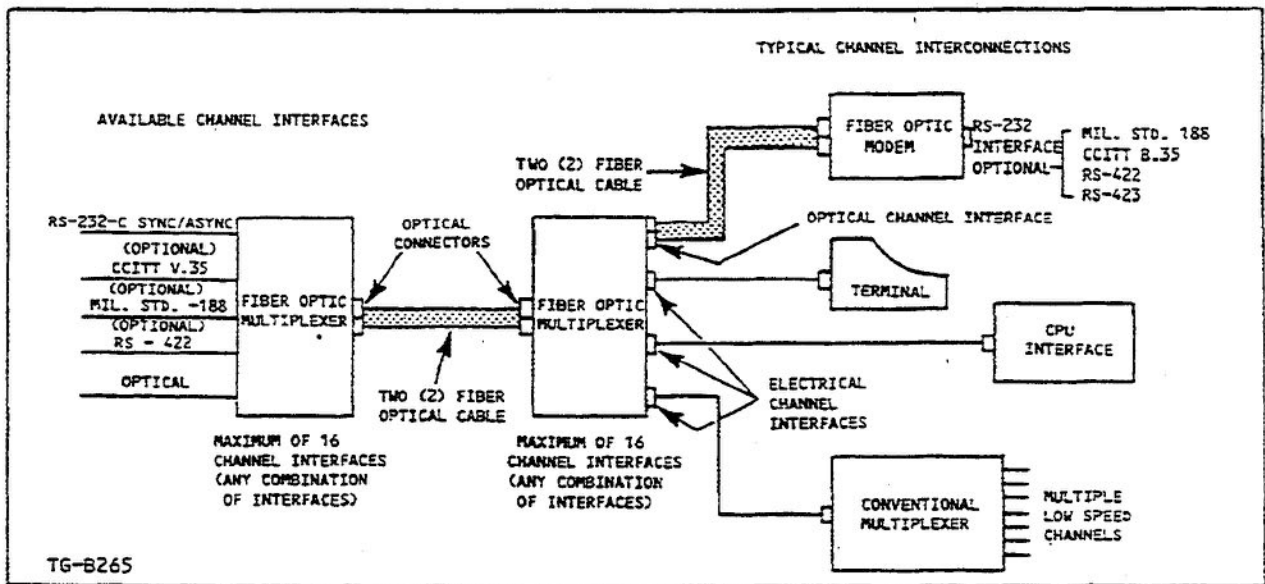 TYPICAL CHANNEL INTERCONNECTIONS
AVAILABLE CHANNEL INTERFACES
RS-232-C SYNC/ASYNC
(OPTIONAL)
CCITT V.35
(OPTIONAL)
MIL. STD. -188
(OPTIONAL)
RS - 422
OPTICAL
FIBER OPTIC
MULTIPLEXER
MAXIMUM OF 16
CHANNEL INTERFACES
(ANY COMBINATION
OF INTERFACES)
OPTICAL
CONNECTORS
TWO (2) FIBER
OPTICAL CABLE
FIBER OPTIC
MULTIPLEXER
MAXIMUM OF 16
CHANNEL INTERFACES
(ANY COMBINATION
OF INTERFACES)
TWO (2) FIBER
OPTICAL CABLE
FIBER OPTIC
MODEM
RS-232
INTERFACE
OPTIONAL
MIL. STD. 188
CCITT B.35
RS-422
RS-423
OPTICAL CHANNEL INTERFACE
TERMINAL
CPU
INTERFACE
ELECTRICAL
CHANNEL
INTERFACES
CONVENTIONAL
MULTIPLEXER
MULTIPLE
LOW SPEED
CHANNELS
TG-B265